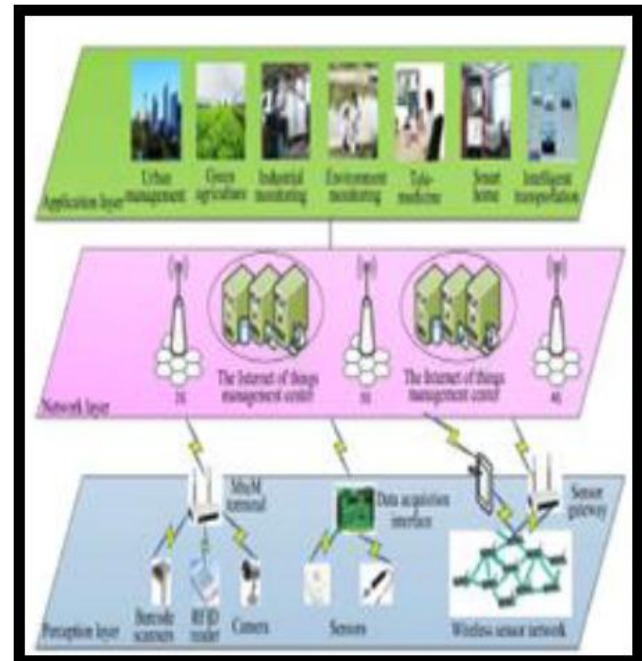 Urban
management
Green
agriculture
Industrial
monitoring
Environment
monitoring
Tele-
medicine
Smart
home
Intelligent
transportation
Application layer
The Internet of things
management center
The Internet of things
management center
4G
Network layer
terminal
Data acquisition
interface
Sensor
gateway
Barcode
scanners
RFID
reader
Camera
Sensors
Wireless sensor network
Perception layer